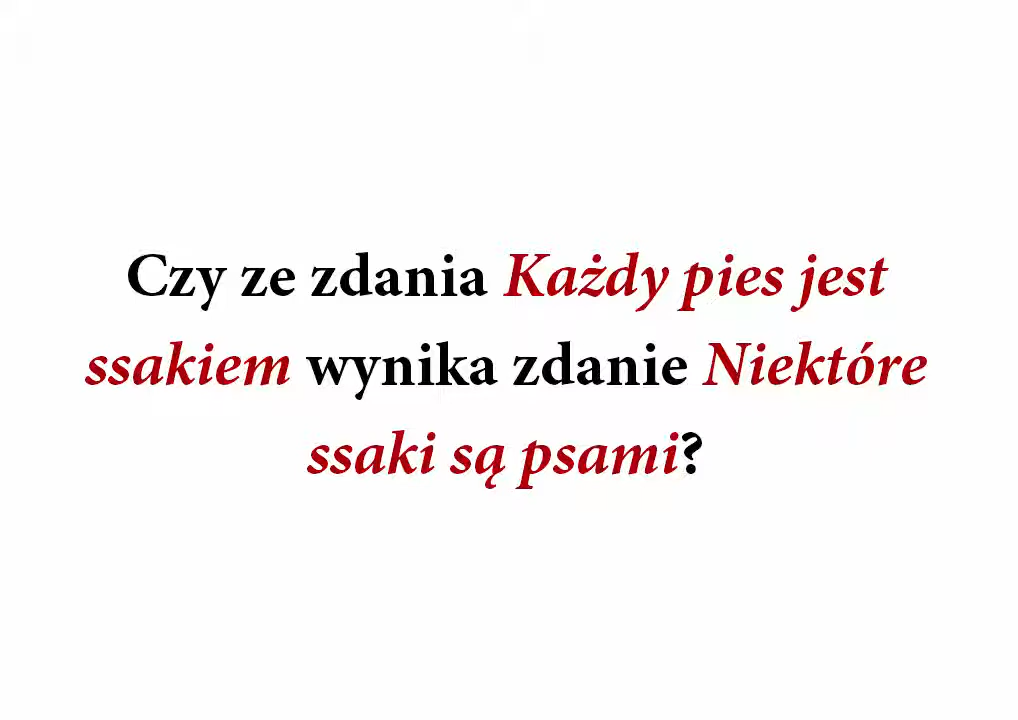 Czy ze zdania Każdy pies jest
ssakiem wynika zdanie Niektóre
ssaki są psami?